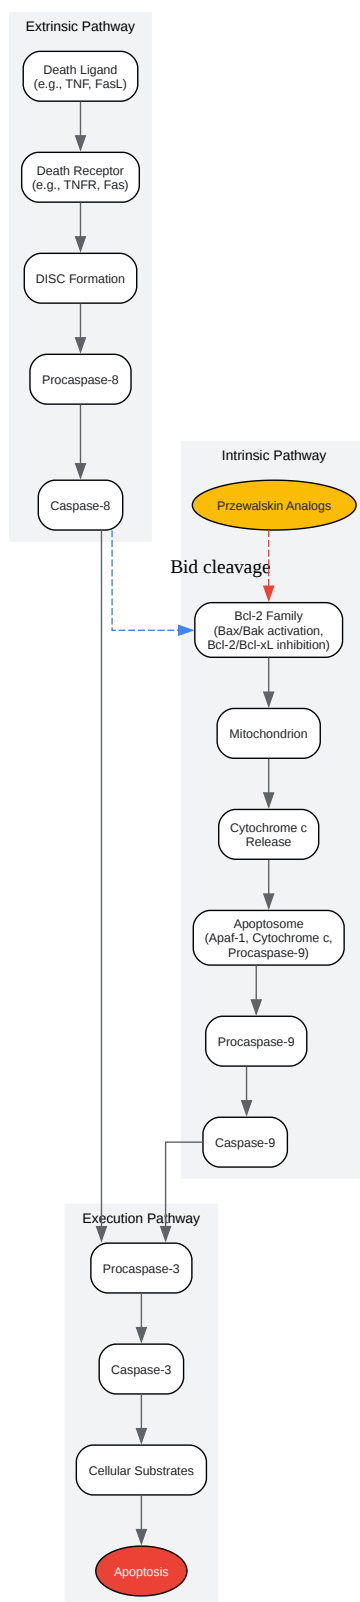 Extrinsic Pathway
Death Ligand
(e.g., TNF, FasL)
Death Receptor
(e.g., TNFR, Fas)
DISC Formation
Procaspase-8
Caspase-8
Intrinsic Pathway
Przewalskin Analogs
Bid cleavage
Bcl-2 Family
(Bax/Bak activation,
Bcl-2/Bcl-xL inhibition)
Mitochondrion
Cytochrome c
Release
Apoptosome
(Apaf-1, Cytochrome c,
Procaspase-9)
Procaspase-9
Caspase-9
Execution Pathway
Procaspase-3
Caspase-3
Cellular Substrates
Apoptosis